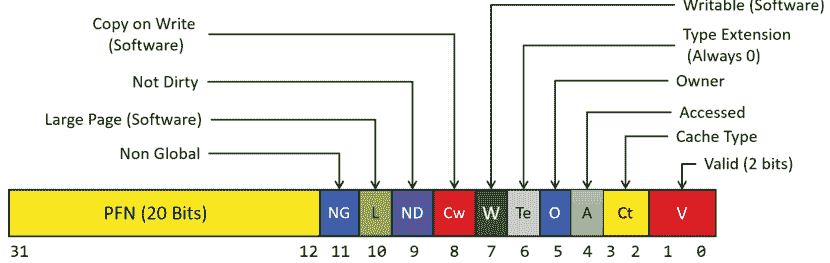 Writable (Software)
Copy on Write
(Software)
Type Extension
(Always 0)
Not Dirty
Owner
Large Page (Software)
Accessed
Cache Type
Non Global
Valid (2 bits)
PFN (20 Bits) NG L ND Cw W Te O A Ct V
31 12 11 10 9 8 7 6 5 4 3 2 1 0